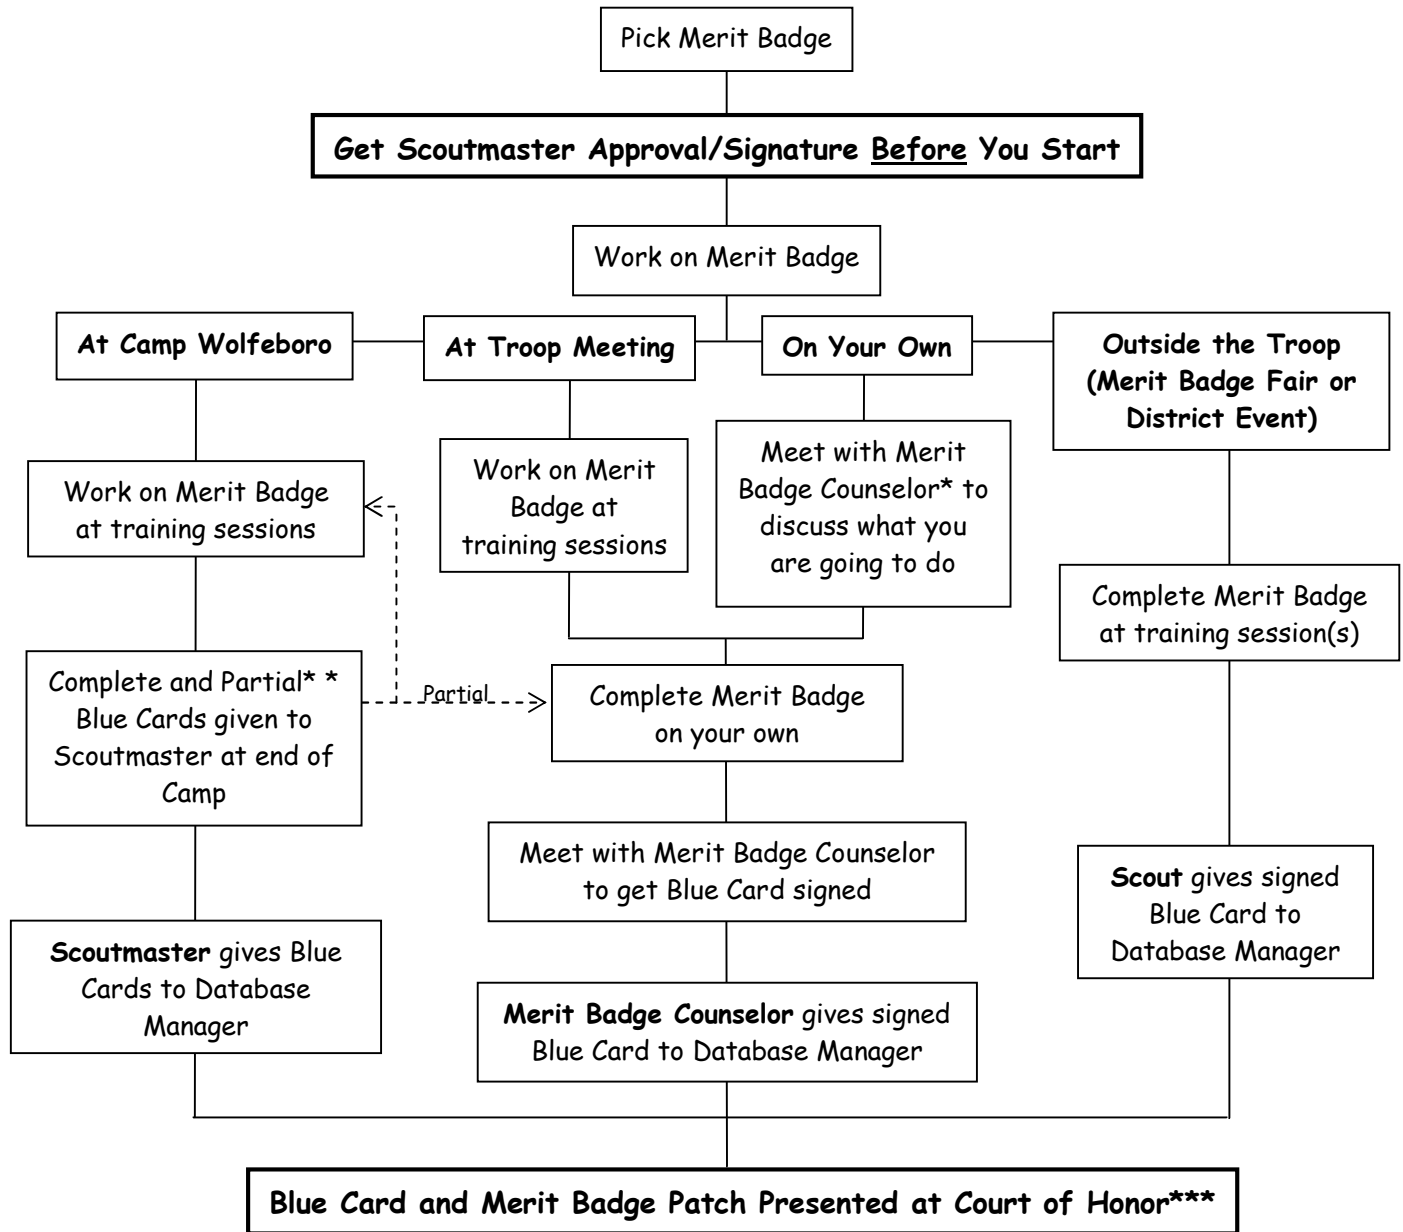 Pick Merit Badge
Get Scoutmaster Approval/Signature Before You Start
Work on Merit Badge
At Camp Wolfeboro
At Troop Meeting
On Your Own
Outside the Troop
(Merit Badge Fair or
District Event)
Work on Merit Badge
at training sessions
Work on Merit
Badge at
training sessions
Meet with Merit
Badge Counselor* to
discuss what you
are going to do
Complete Merit Badge
at training session(s)
Complete and Partial* *
Blue Cards given to
Scoutmaster at end of
Camp
Partial
Complete Merit Badge
on your own
Meet with Merit Badge Counselor
to get Blue Card signed
Scout gives signed
Blue Card to
Database Manager
Scoutmaster gives Blue
Cards to Database
Manager
Merit Badge Counselor gives signed
Blue Card to Database Manager
Blue Card and Merit Badge Patch Presented at Court of Honor***